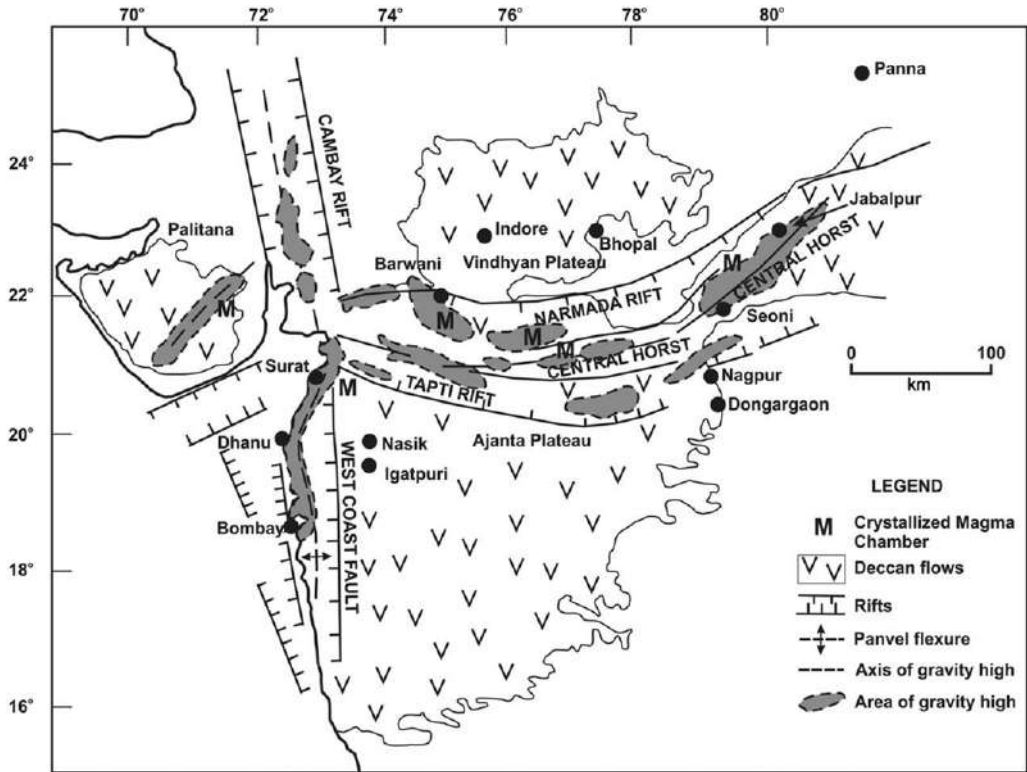 70°
72°
74°
76°
78°
80°
24°
22°
20°
18°
16°
Panna
CAMBAY RIFT
Jabalpur
Palitana
Indore
Bhopal
Barwani
Vindhyan Plateau
M
CENTRAL HORST
M
M
NARMADA RIFT
Seoni
M
M
CENTRAL HORST
Surat
M
TAPTI RIFT
Nagpur
0
100
km
Dongargaon
Dhanu
Nasik
Ajanta Plateau
Igatpuri
WEST COAST FAULT
Bombay
LEGEND
M
Crystallized Magma
Chamber
Deccan flows
Rifts
Panvel flexure
Axis of gravity high
Area of gravity high